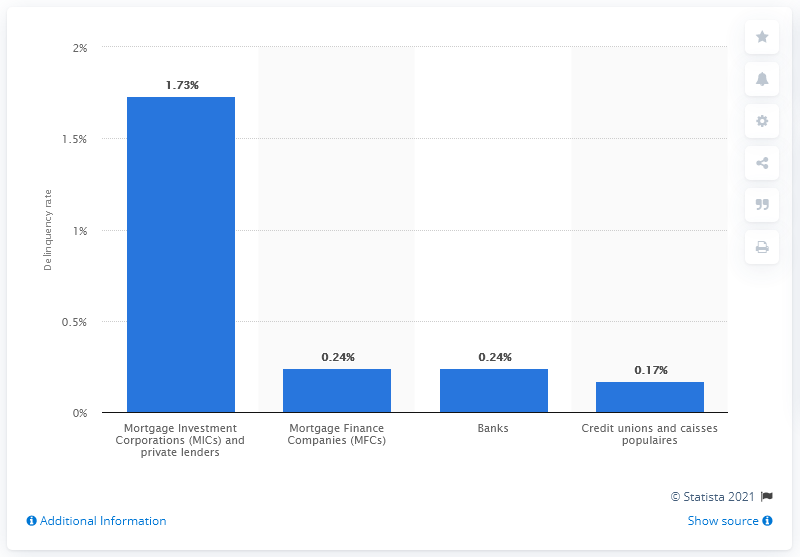 2%
1.5%
1%
0.5%
0%
Delinquency rate
1.73%
0.24%
0.24%
0.17%
Mortgage Investment
Corporations (MICs) and
private lenders
Mortgage Finance
Companies (MFCs)
Banks
Credit unions and caisses
populaires
© Statista 2021
Additional Information
Show source